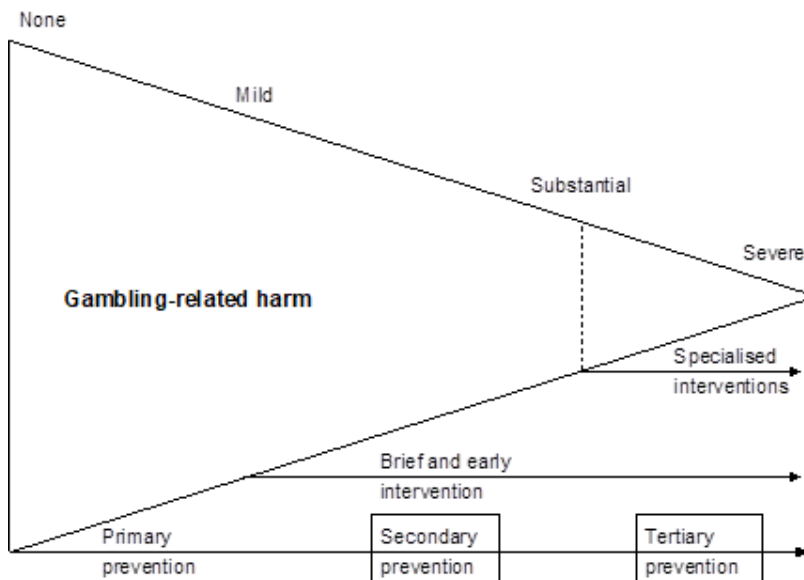 None
Mild
Substantial
Severe
Gambling-related harm
Specialised
interventions
Brief and early
intervention
Primary
prevention
Secondary
prevention
Tertiary
prevention